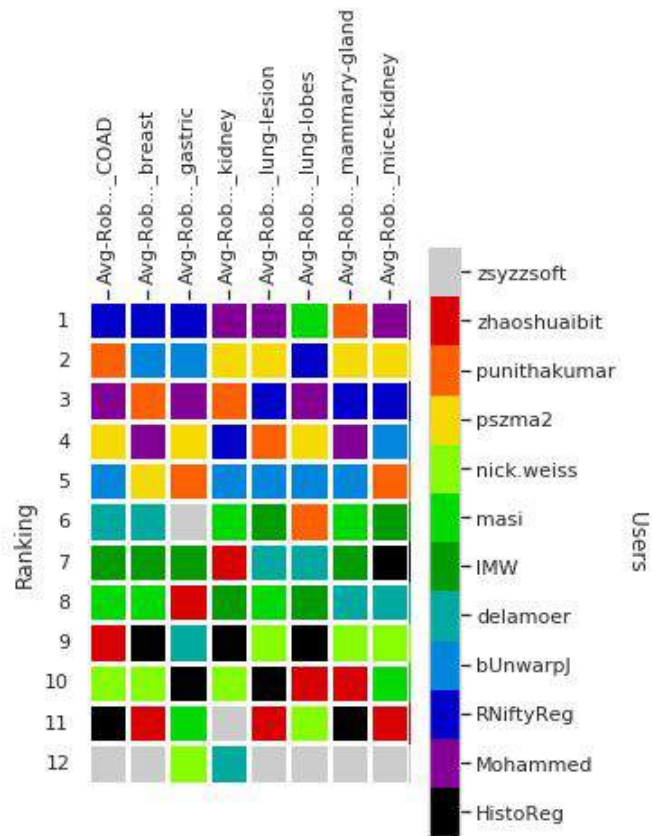 Avg-Rob..._COAD
Avg-Rob..._breast
Avg-Rob..._gastric
Avg-Rob..._kidney
Avg-Rob..._lung-lesion
Avg-Rob..._lung-lobes
Avg-Rob..._mammary-gland
Avg-Rob..._mice-kidney
Ranking
1
2
3
4
5
6
7
8
9
10
11
12
zsyzzsoft
zhaoshuaibit
punithakumar
pszma2
nick.weiss
masi
IMW
delamoer
bUnwarpJ
RNiftyReg
Mohammed
HistoReg
Users